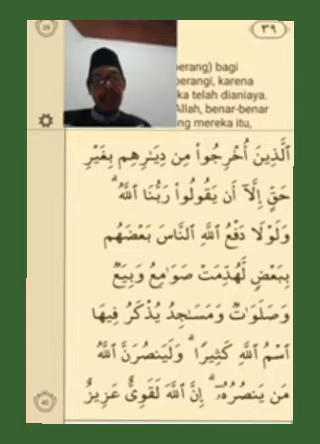 ٣٩
erang) bagi
erangi, karena
ka telah dianiaya.
Allah, benar-benar
ng mereka itu,
ٱلَّذِينَ أُخْرِجُوا۟ مِن دِيَـٰرِهِم بِغَيْرِ
حَقٍّ إِلَّآ أَن يَقُولُوا۟ رَبُّنَا ٱللَّهُ ۗ
وَلَوْلَا دَفْعُ ٱللَّهِ ٱلنَّاسَ بَعْضَهُم
بِبَعْضٍ لَّهُدِّمَتْ صَوَٰمِعُ وَبِيَعٌ
وَصَلَوَٰتٌ وَمَسَـٰجِدُ يُذْكَرُ فِيهَا
ٱسْمُ ٱللَّهِ كَثِيرًا ۗ وَلَيَنصُرَنَّ ٱللَّهُ
مَن يَنصُرُهُۥٓ ۗ إِنَّ ٱللَّهَ لَقَوِىٌّ عَزِيزٌ